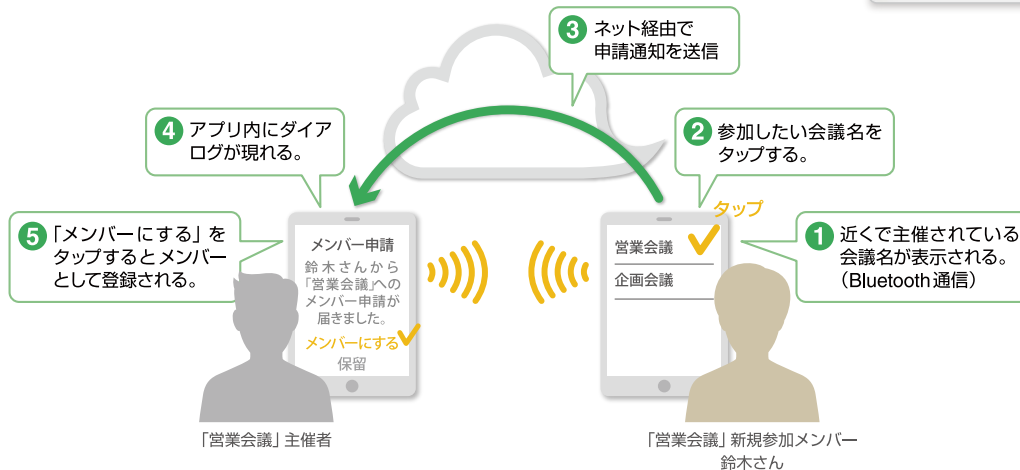 3 ネット経由で
申請通知を送信
4 アプリ内にダイア
ログが現れる。
2 参加したい会議名を
タップする。
タップ
5 「メンバーにする」を
タップするとメンバー
として登録される。
メンバー申請
鈴木さんから
「営業会議」への
メンバー申請が
届きました。
メンバーにする
保留
営業会議
企画会議
1 近くで主催されている
会議名が表示される。
（Bluetooth通信）
「営業会議」主催者
「営業会議」新規参加メンバー
鈴木さん